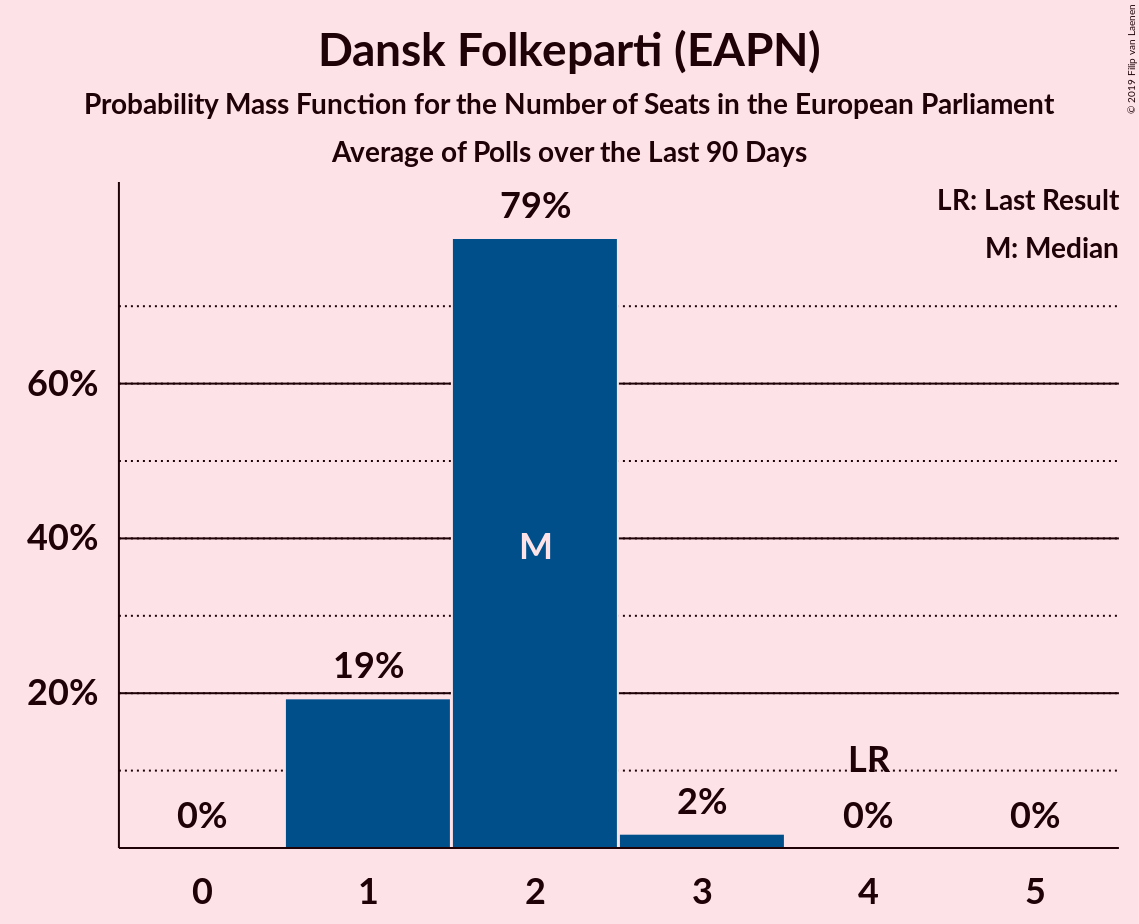 Dansk Folkeparti (EAPN)
Probability Mass Function for the Number of Seats in the European Parliament
Average of Polls over the Last 90 Days
© 2019 Filip van Laenen
LR: Last Result
M: Median
79%
60%
40%
M
19%
20%
LR
0%
2%
0%
0%
0 1 2 3 4 5